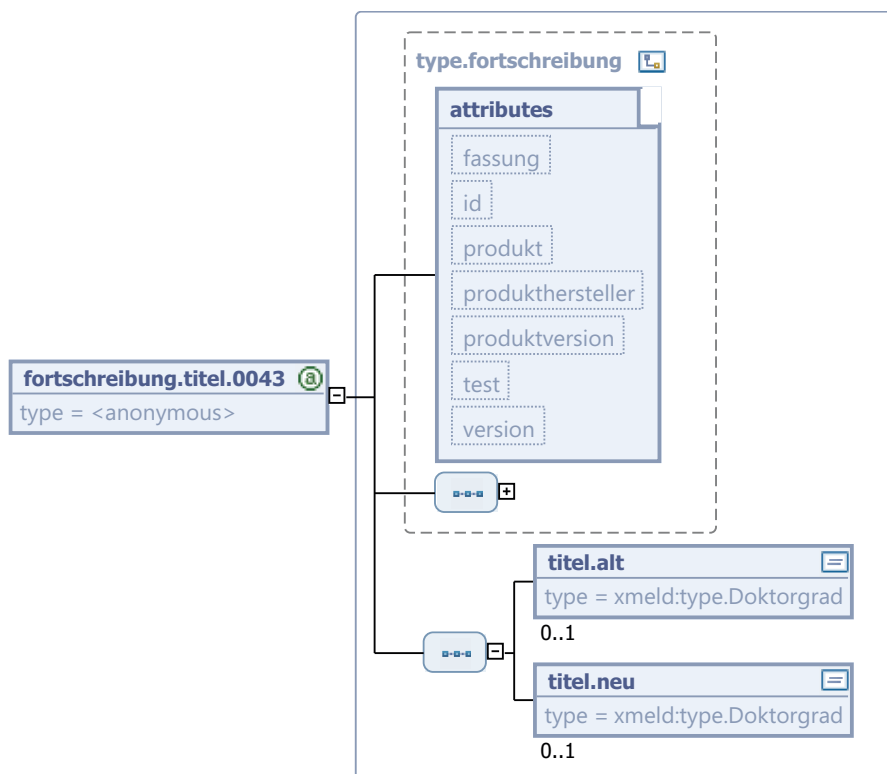 type.fortschreibung
attributes
fassung
id
produkt
produkthersteller
produktversion
test
version
fortschreibung.titel.0043
type = <anonymous>
titel.alt
type = xmeld:type.Doktorgrad
0..1
titel.neu
type = xmeld:type.Doktorgrad
0..1